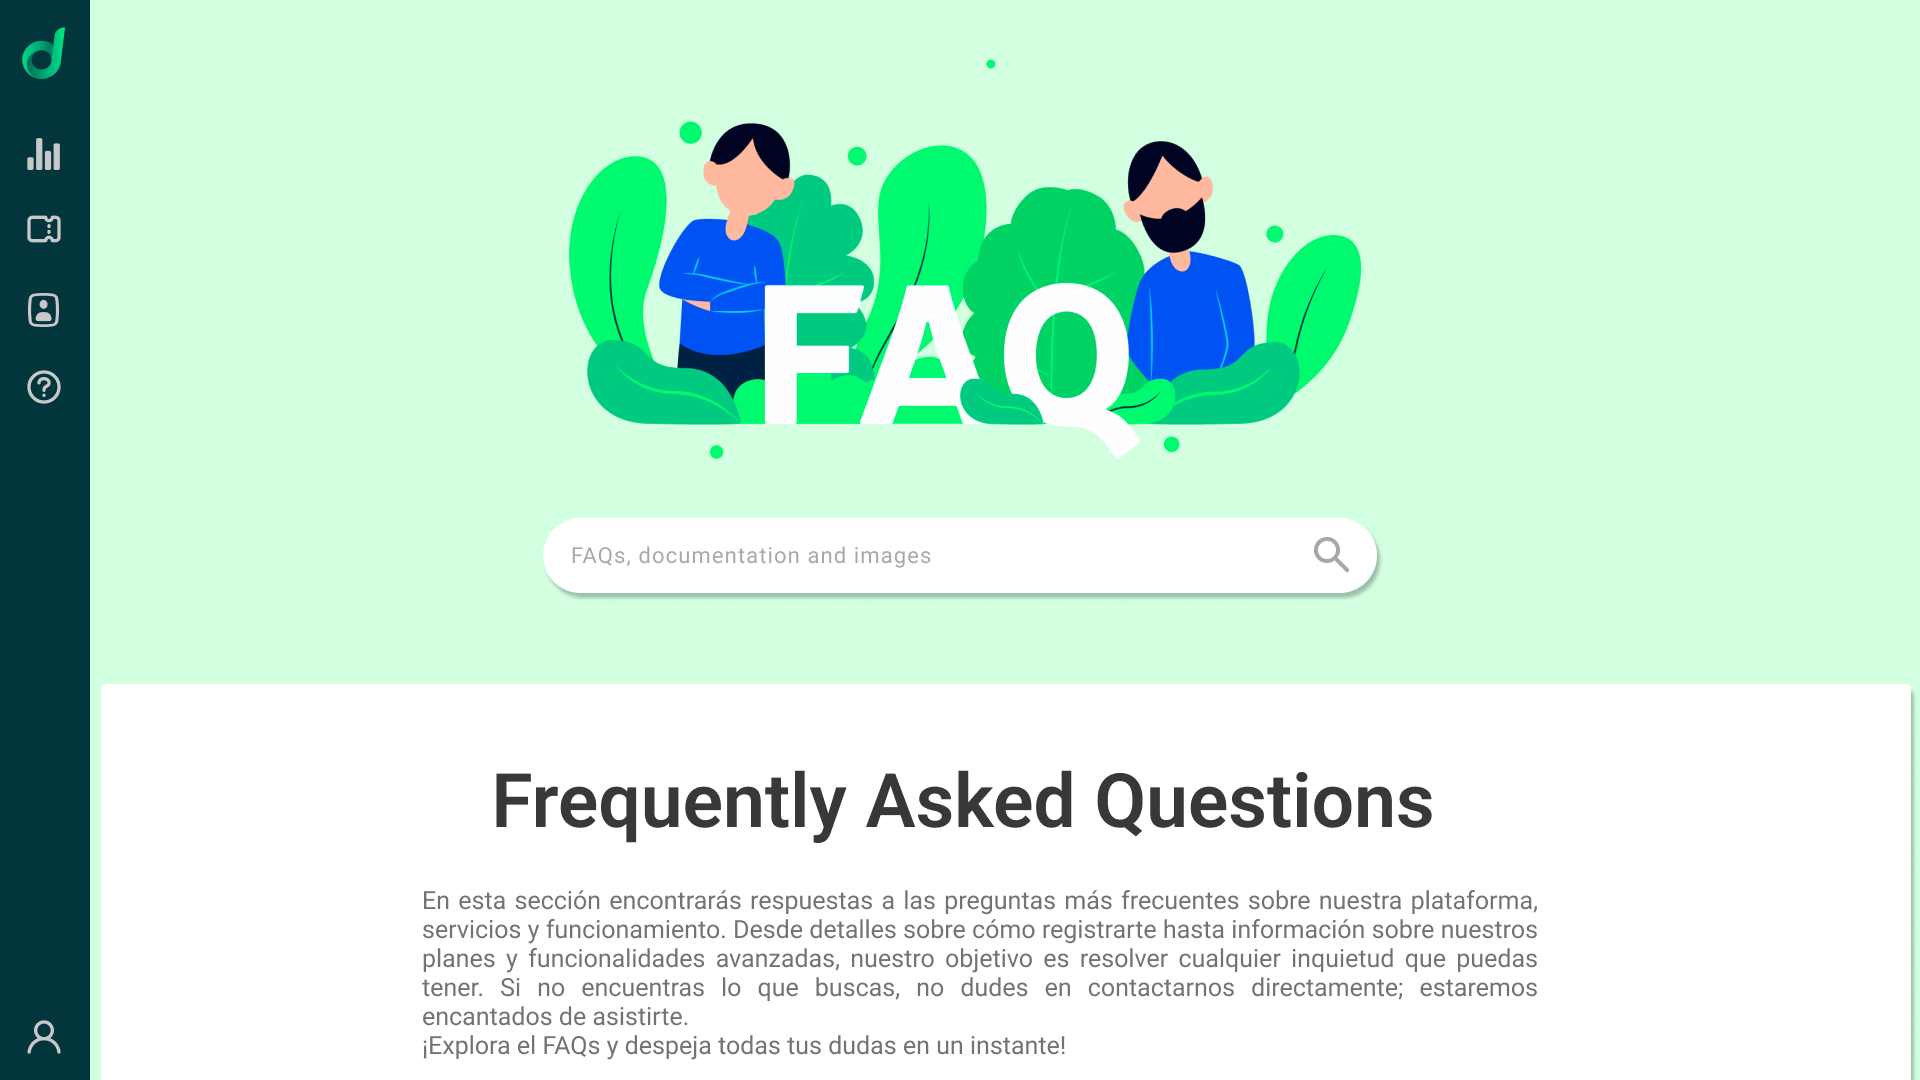 FAQ
FAQs, documentation and images
Frequently Asked Questions
En esta sección encontrarás respuestas a las preguntas más frecuentes sobre nuestra plataforma,
servicios y funcionamiento. Desde detalles sobre cómo registrarte hasta información sobre nuestros
planes y funcionalidades avanzadas, nuestro objetivo es resolver cualquier inquietud que puedas
tener. Si no encuentras lo que buscas, no dudes en contactarnos directamente; estaremos
encantados de asistirte.
¡Explora el FAQs y despeja todas tus dudas en un instante!